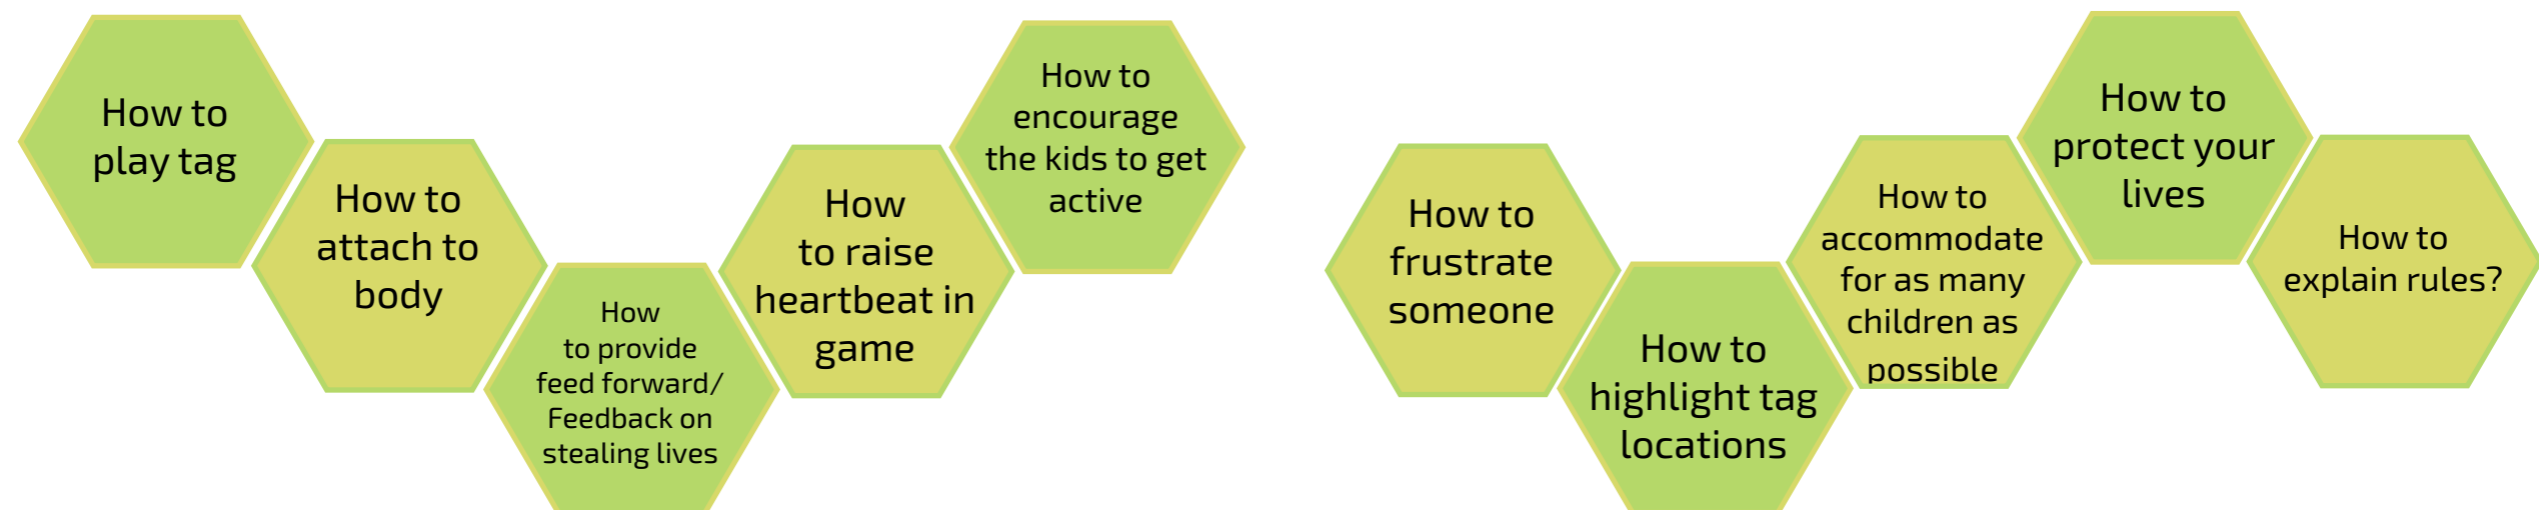 How to
play tag
How to
attach to
body
How
to provide
feed forward/
Feedback on
stealing lives
How
to raise
heartbeat in
game
How to
encourage
the kids to get
active
How to
frustrate
someone
How to
highlight tag
locations
How to
accommodate
for as many
children as
possible
How to
protect your
lives
How to
explain rules?